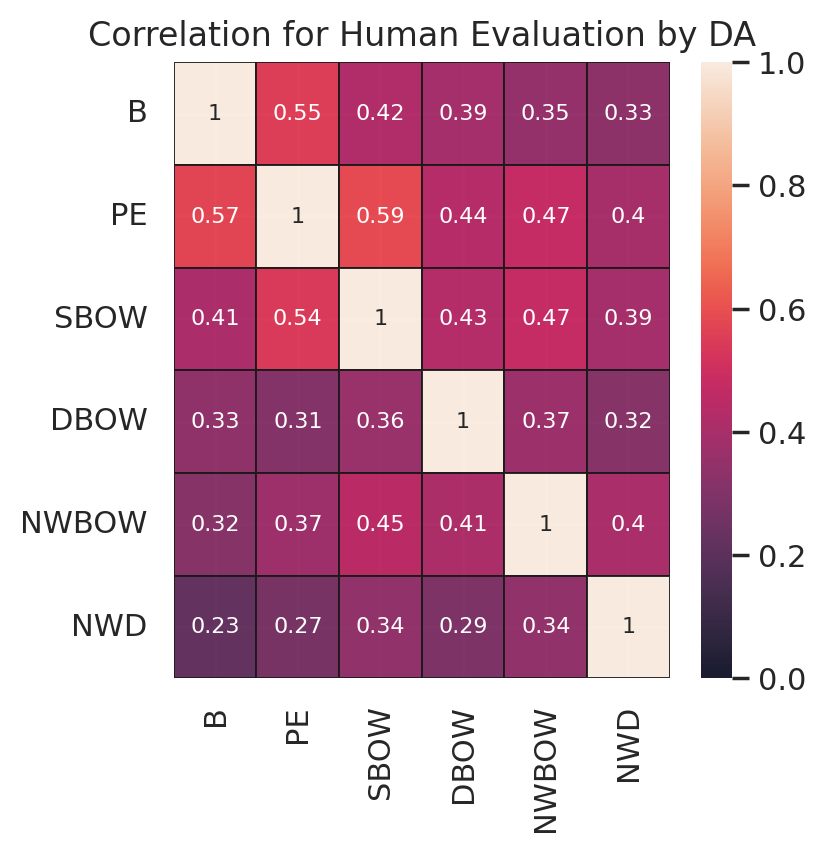 Correlation for Human Evaluation by DA
B 1 0.55 0.42 0.39 0.35 0.33
PE 0.57 1 0.59 0.44 0.47 0.4
SBOW 0.41 0.54 1 0.43 0.47 0.39
DBOW 0.33 0.31 0.36 1 0.37 0.32
NWBOW 0.32 0.37 0.45 0.41 1 0.4
NWD 0.23 0.27 0.34 0.29 0.34 1
B PE SBOW DBOW NWBOW NWD
1.0
0.8
0.6
0.4
0.2
0.0